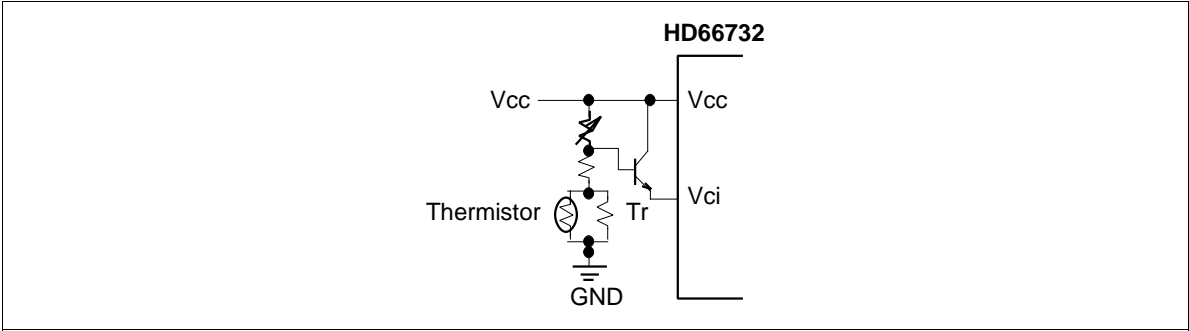 HD66732
Vcc
Vcc
Thermistor
Tr
Vci
GND